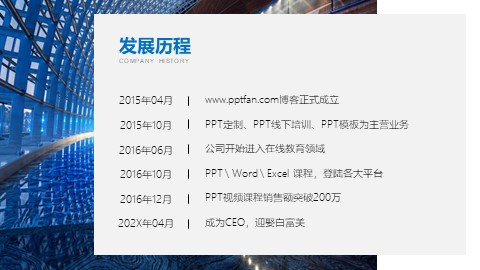 发展历程
COMPANY HISTORY
2015年04月 | www.pptfan.com博客正式成立
2015年10月 | PPT定制、PPT线下培训、PPT模板为主营业务
2016年06月 | 公司开始进入在线教育领域
2016年10月 | PPT \ Word \ Excel 课程，登陆各大平台
2016年12月 | PPT视频课程销售额突破200万
202X年04月 | 成为CEO，迎娶白富美